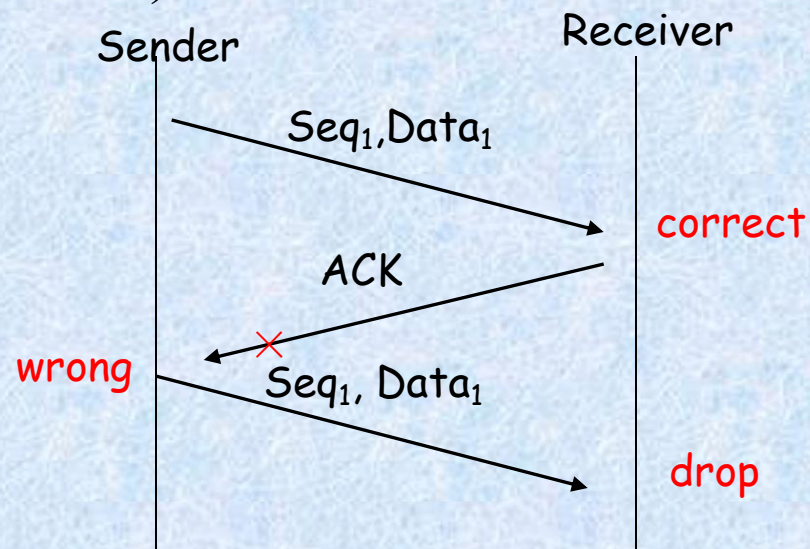 Sender
Receiver
Seq₁,Data₁
correct
ACK
wrong
Seq₁, Data₁
drop